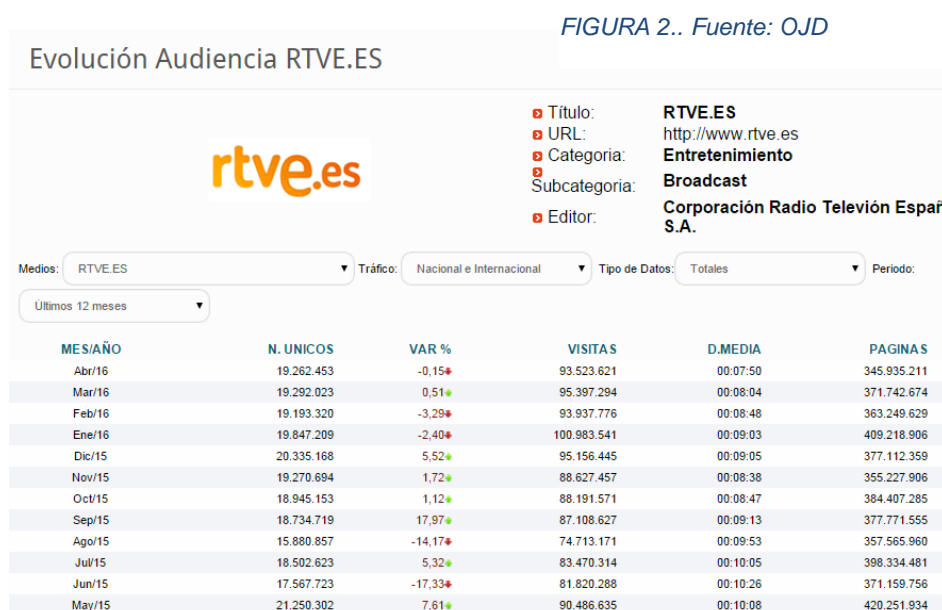 FIGURA 2.. Fuente: OJD
Evolución Audiencia RTVE.ES
rtve.es
Título: RTVE.ES
URL: http://www.rtve.es
Categoria: Entretenimiento
Subcategoria: Broadcast
Editor: Corporación Radio Televión Españ
S.A.
Medios: RTVE.ES Tráfico: Nacional e Internacional Tipo de Datos: Totales Periodo:
Últimos 12 meses
MES/AÑO N. UNICOS VAR % VISITAS D.MEDIA PAGINAS
Abr/16 19.262.453 -0,15 93.523.621 00:07:50 345.935.211
Mar/16 19.292.023 0,51 95.397.294 00:08:04 371.742.674
Feb/16 19.193.320 -3,29 93.937.776 00:08:48 363.249.629
Ene/16 19.847.209 -2,40 100.983.541 00:09:03 409.218.906
Dic/15 20.335.168 5,52 95.156.445 00:09:05 377.112.359
Nov/15 19.270.694 1,72 88.627.457 00:08:38 355.227.906
Oct/15 18.945.153 1,12 88.191.571 00:08:47 384.407.285
Sep/15 18.734.719 17,97 87.108.627 00:09:13 377.771.555
Ago/15 15.880.857 -14,17 74.713.171 00:09:53 357.565.960
Jul/15 18.502.623 5,32 83.470.314 00:10:05 398.334.481
Jun/15 17.567.723 -17,33 81.820.288 00:10:26 371.159.756
May/15 21.250.302 7,61 90.486.635 00:10:08 420.251.934